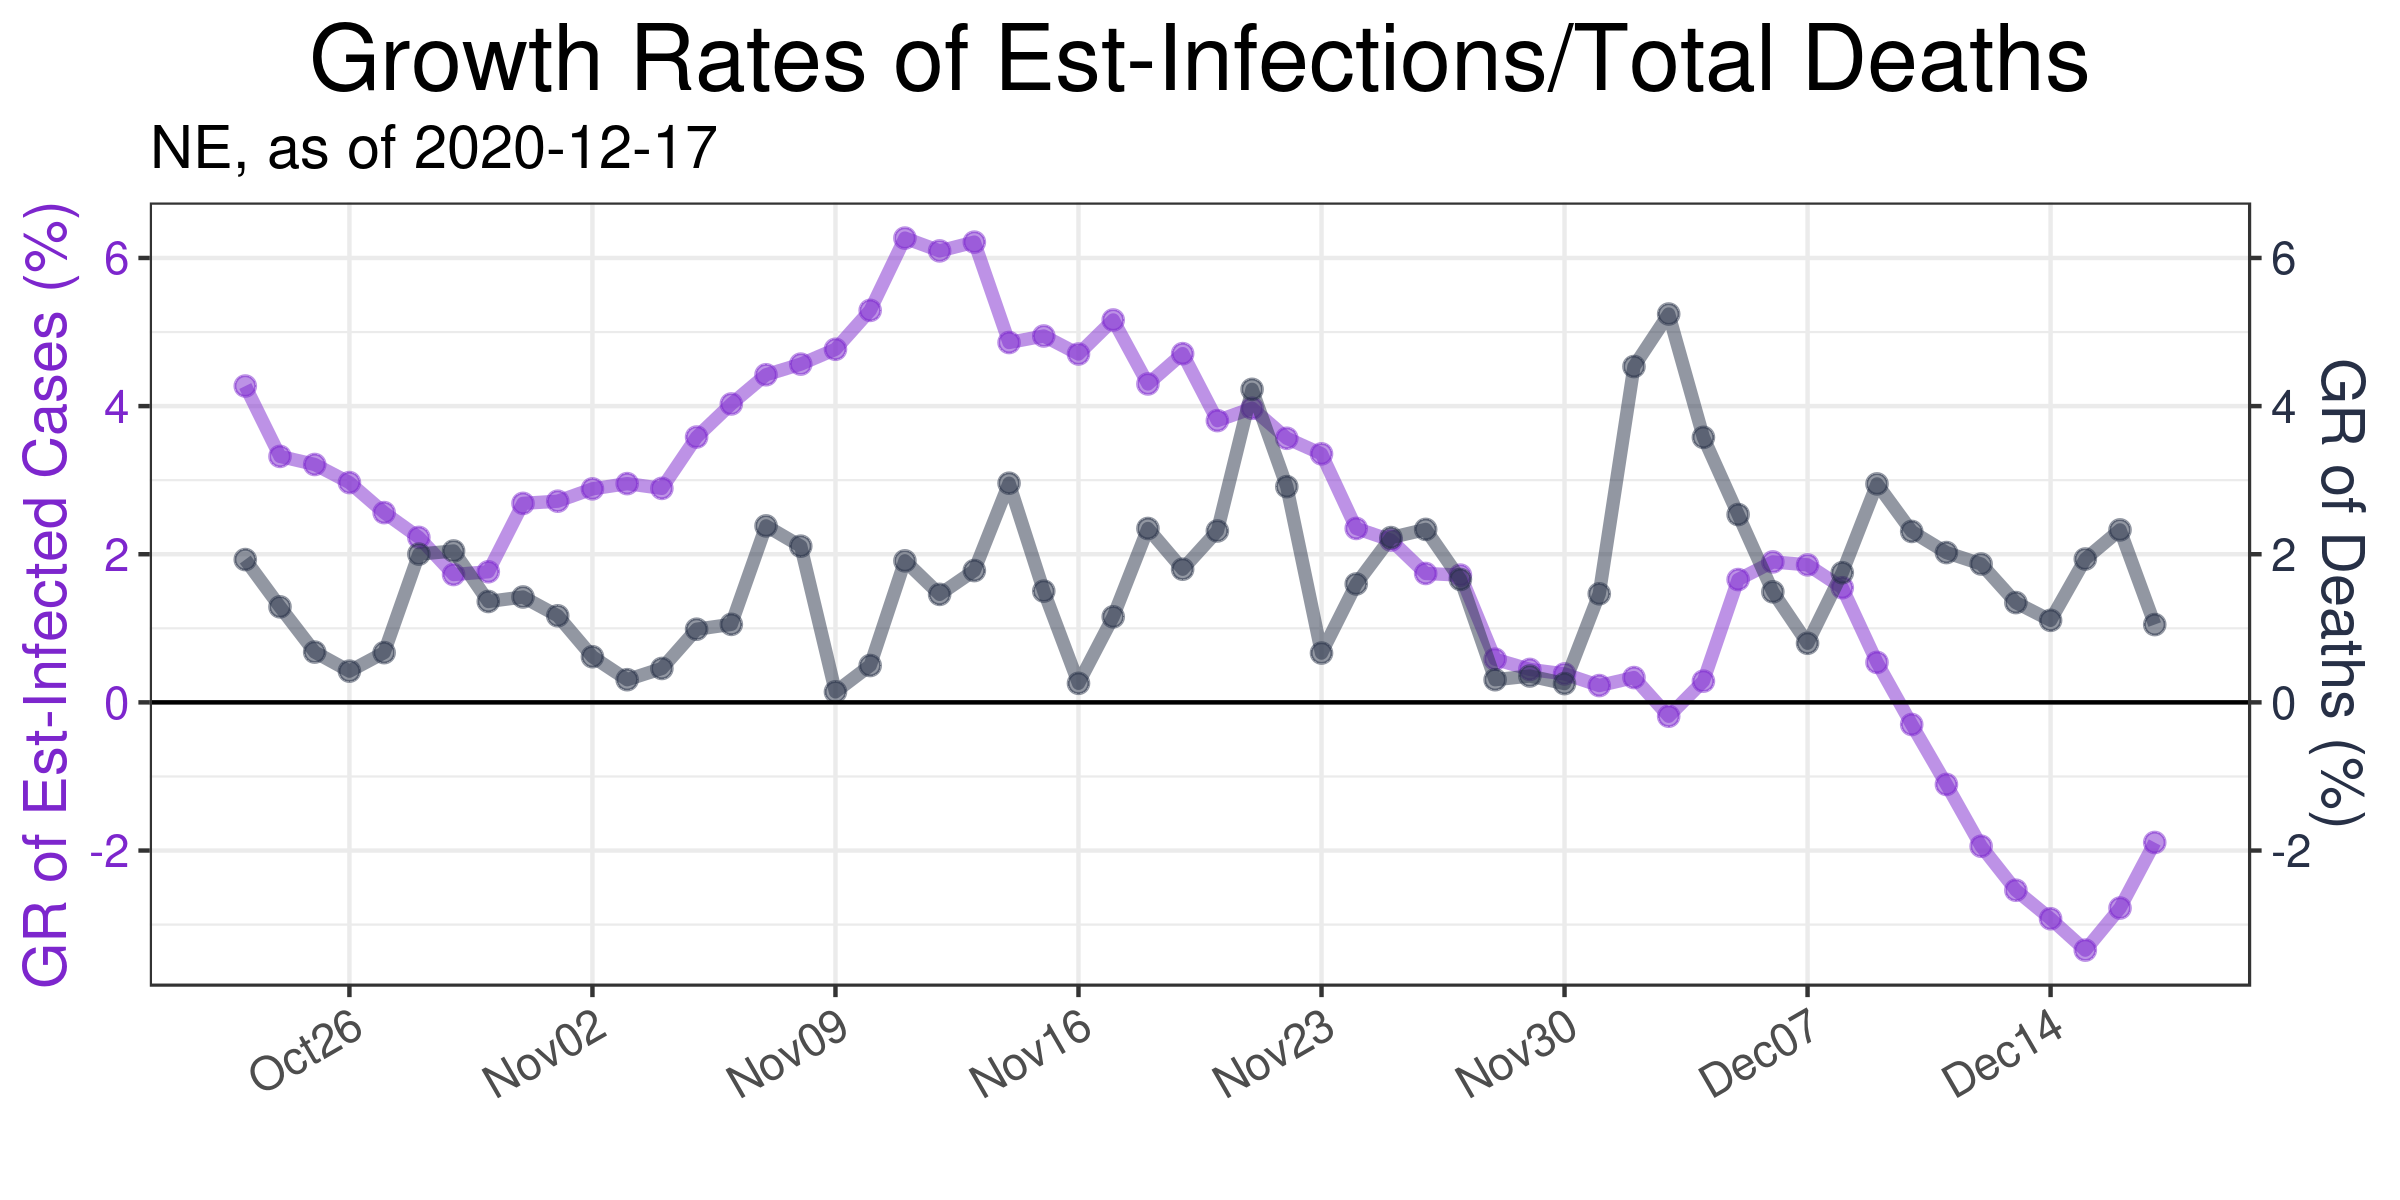 Growth Rates of Est-Infections/Total Deaths
NE, as of 2020-12-17
GR of Est-Infected Cases (%)
6
4
2
0
-2
6
4
2
0
-2
GR of Deaths (%)
Oct26
Nov02
Nov09
Nov16
Nov23
Nov30
Dec07
Dec14